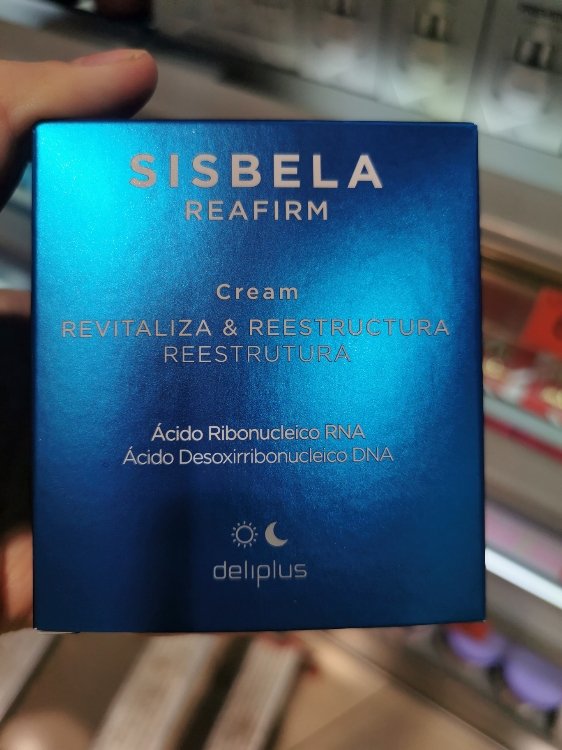 SISBELA
REAFIRM
Cream
REVITALIZA & REESTRUCTURA
REESTRUTURA
Ácido Ribonucleico RNA
Ácido Desoxirribonucleico DNA
deliplus